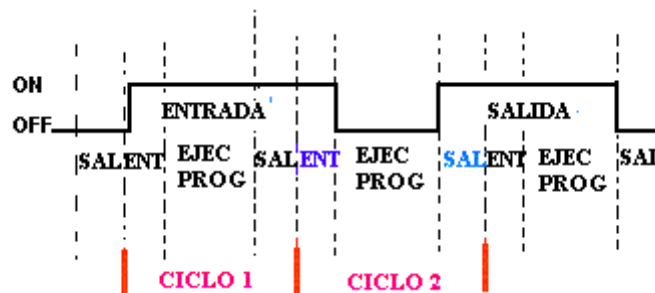 ON
ENTRADA
SALIDA
OFF
SAL ENT EJEC PROG SAL ENT EJEC PROG SAL ENT EJEC PROG SAL
CICLO 1 CICLO 2